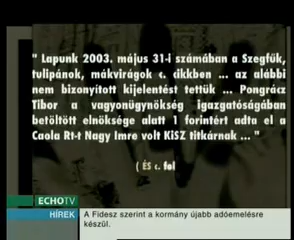 " Lapunk 2003. május 31-i számában a Szegfűk,
tulipánok, mákvirágok c. cikkben ... az alábbi
nem bizonyított kijelentést tettük ... Pongrácz
Tibor a vagyonügynökség igazgatóságában
betöltött elnöksége alatt 1 forintért adta el a
Caola Rt-t Nagy Imre volt KiSZ titkárnak ... "
( ÉS c. fol
ECHOTV
HÍREK
A Fidesz szerint a kormány újabb adóemelésre
készül.